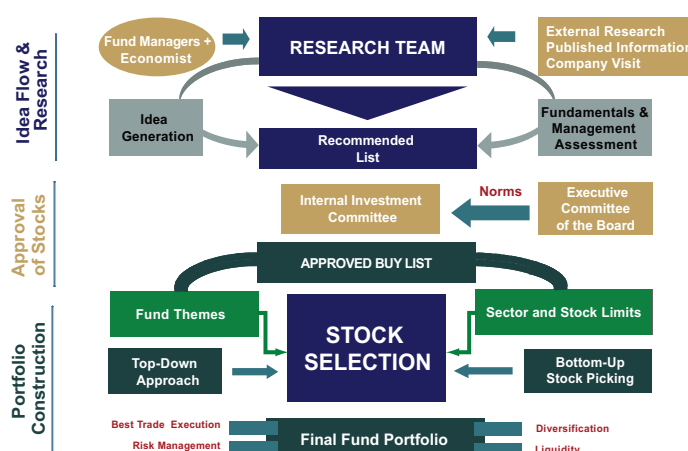 Idea Flow &
Research
Fund Managers +
Economist
RESEARCH TEAM
External Research
Published Information
Company Visit
Idea
Generation
Recommended
List
Fundamentals &
Management
Assessment
Approval
of Stocks
Internal Investment
Committee
Norms
Executive
Committee
of the Board
APPROVED BUY LIST
Portfolio
Construction
Fund Themes
STOCK
SELECTION
Sector and Stock Limits
Top-Down
Approach
Bottom-Up
Stock Picking
Best Trade Execution
Risk Management
Final Fund Portfolio
Diversification
Liquidity